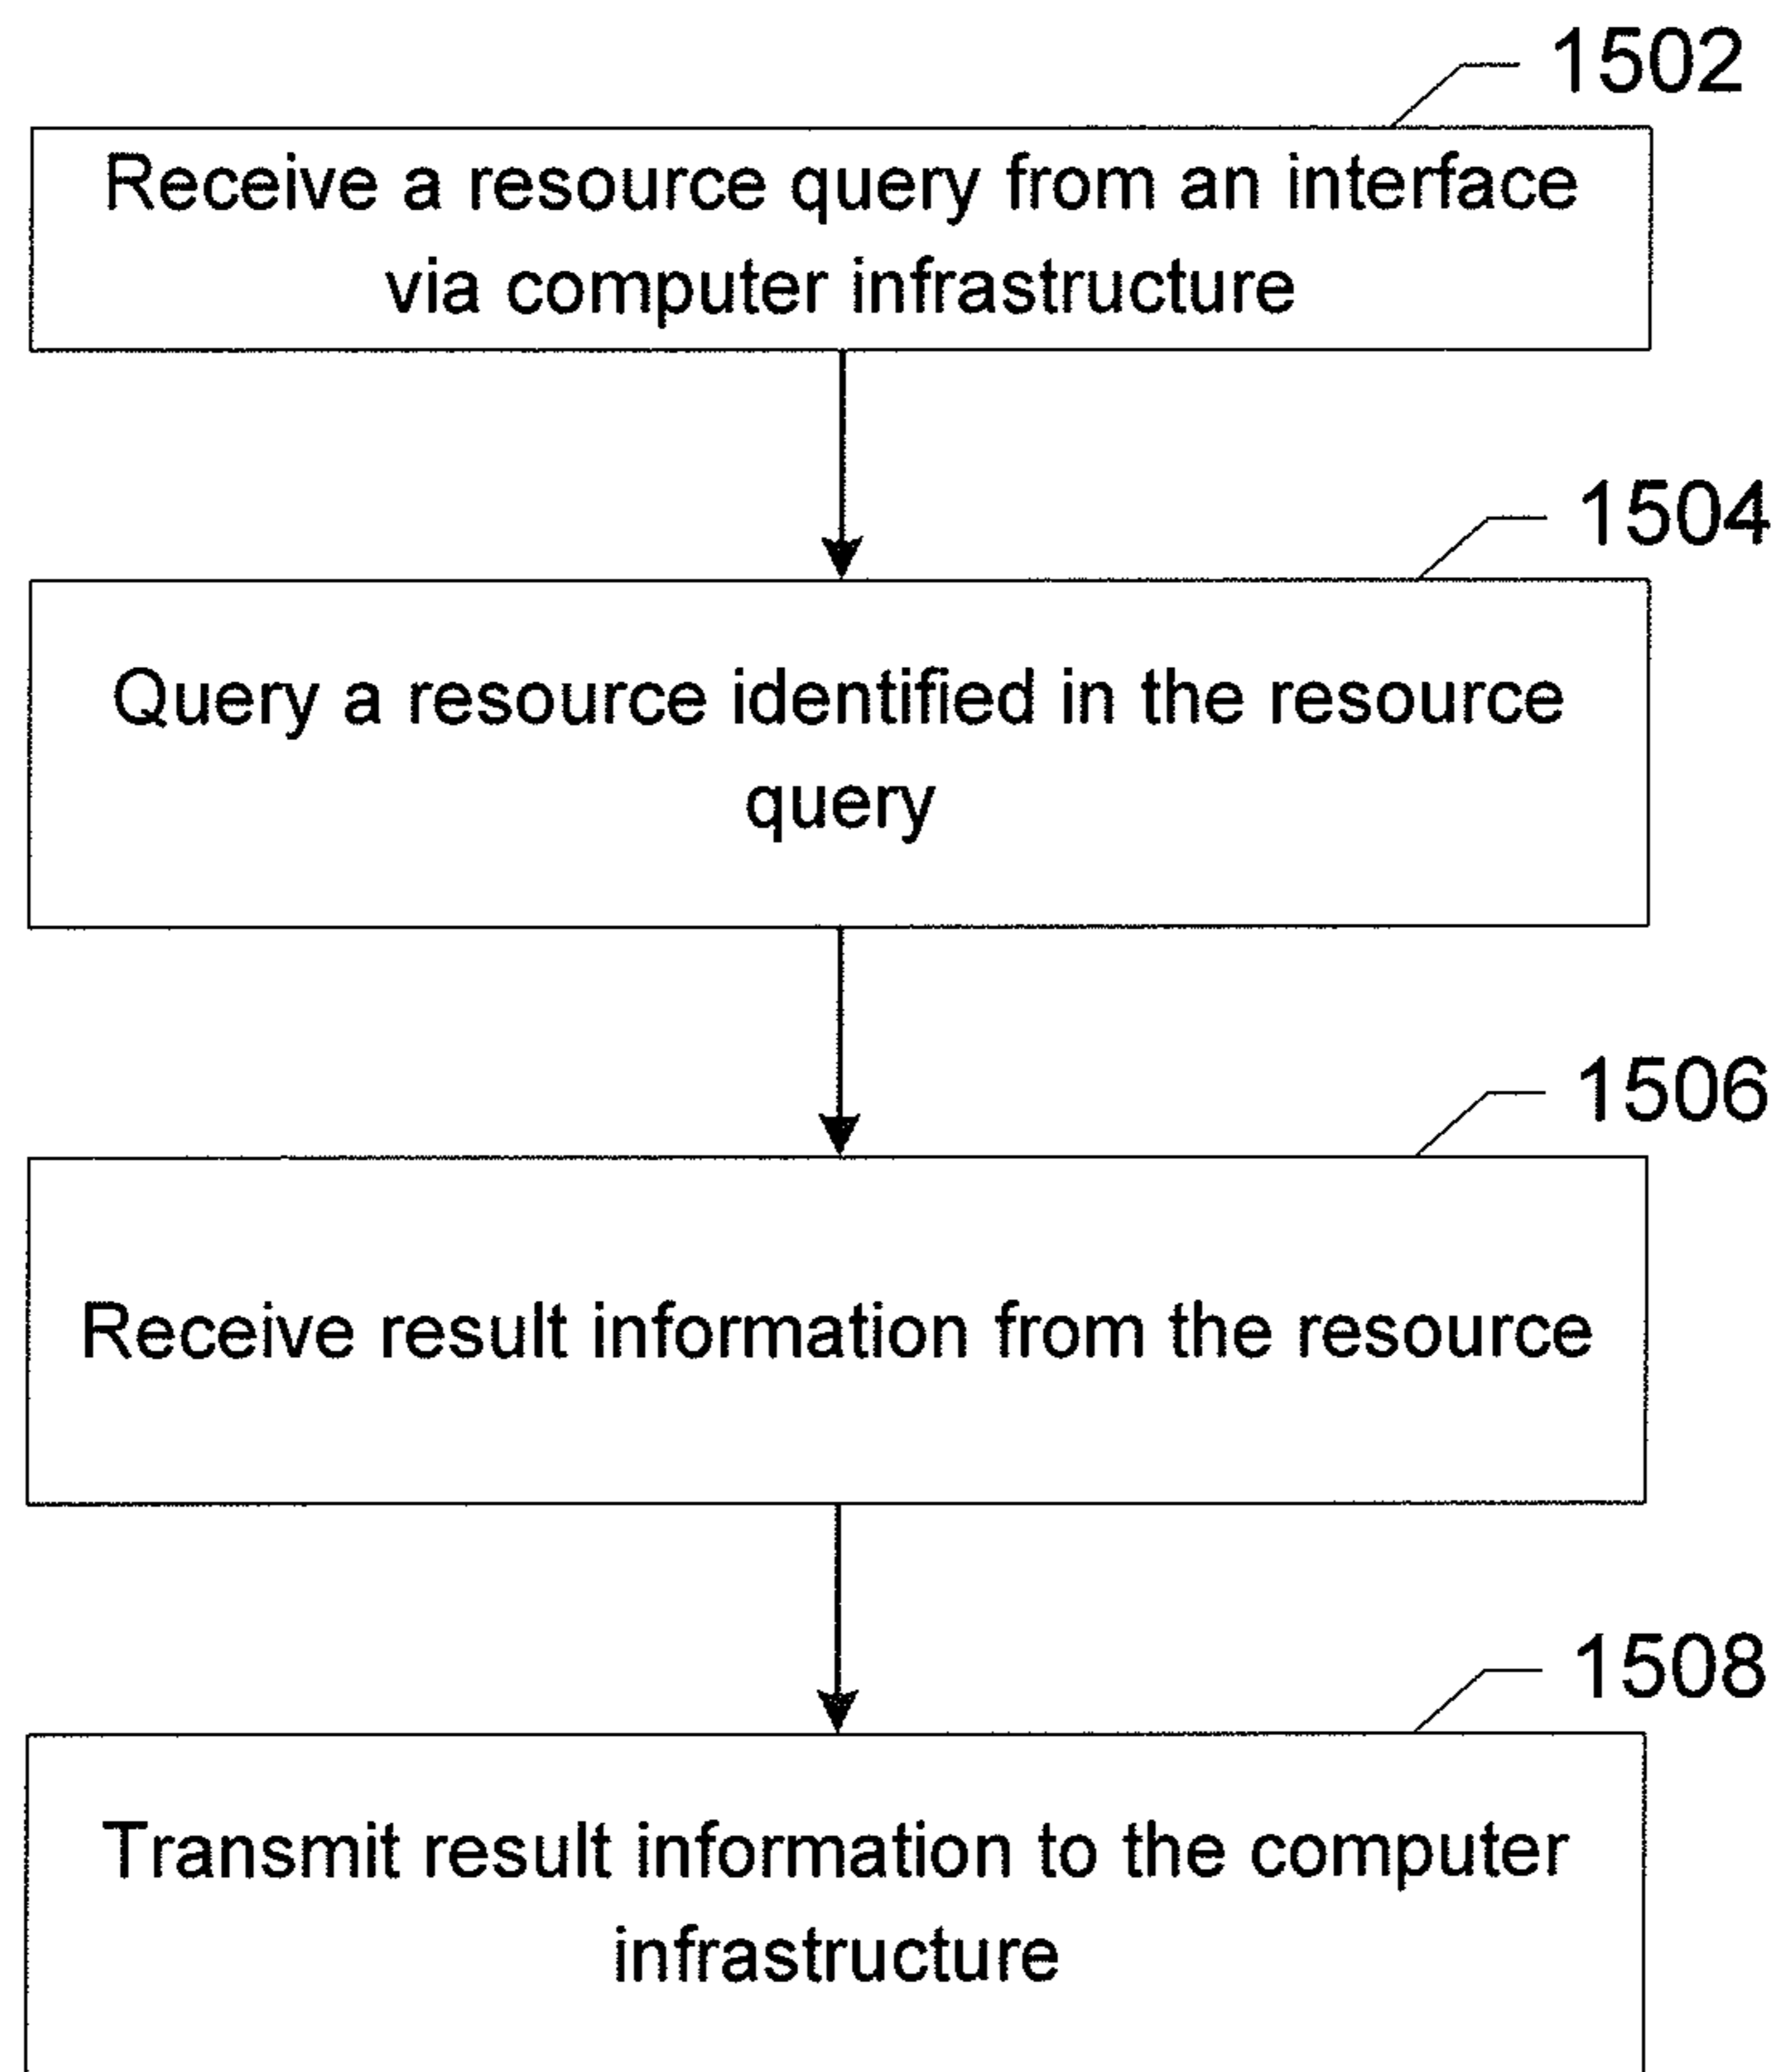 1502
Receive a resource query from an interface
via computer infrastructure
1504
Query a resource identified in the resource
query
1506
Receive result information from the resource
1508
Transmit result information to the computer
infrastructure